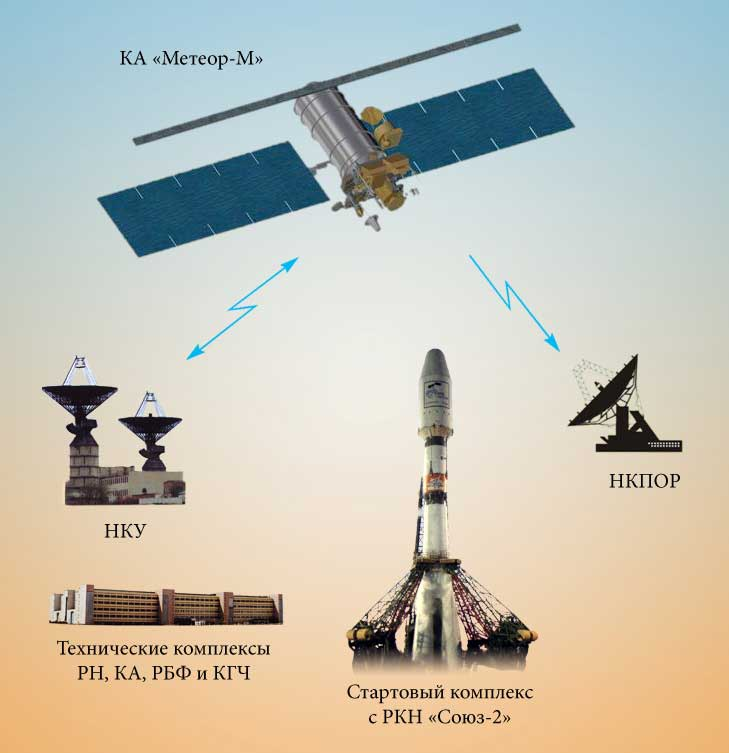 КА «Метеор-М»
НКПОР
НКУ
Технические комплексы
РН, КА, РБФ и КГЧ
Стартовый комплекс
с РКН «Союз-2»